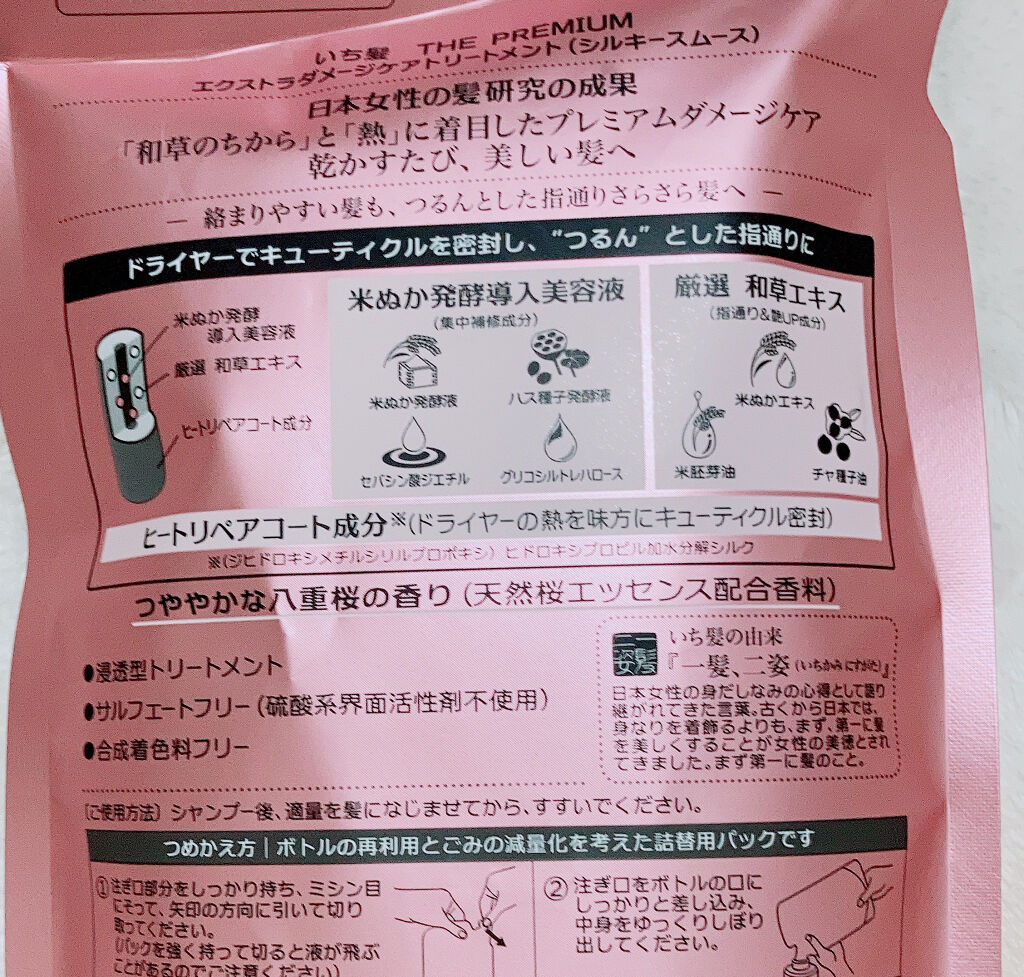 いち髪 THE PREMIUM
エクストラダメージケアトリートメント(シルキースムース)
日本女性の髪研究の成果
「和草のちから」と「熱」に着目したプレミアムダメージケア
乾かすたび、美しい髪へ
― 絡まりやすい髪も、つるんとした指通りさらさら髪へ ―
ドライヤーでキューティクルを密封し、"つるん"とした指通りに
米ぬか発酵
導入美容液
厳選 和草エキス
ヒートリペアコート成分
米ぬか発酵導入美容液
(集中補修成分)
米ぬか発酵液
ハス種子発酵液
セバシン酸ジエチル
グリコシルトレハロース
厳選 和草エキス
(指通り&艶UP成分)
米ぬかエキス
米胚芽油
チャ種子油
ヒートリペアコート成分※(ドライヤーの熱を味方にキューティクル密封)
※(ジヒドロキシメチルシリルプロポキシ)ヒドロキシプロピル加水分解シルク
つややかな八重桜の香り(天然桜エッセンス配合香料)
●浸透型トリートメント
●サルフェートフリー(硫酸系界面活性剤不使用)
●合成着色料フリー
一髪
二姿
いち髪の由来
『一髪、二姿(いちかみ にすがた)』
日本女性の身だしなみの心得として語り
継がれてきた言葉。古くから日本では、
身なりを着飾るよりも、まず、第一に髪
を美しくすることが女性の美徳とされ
てきました。まず第一に髪のこと。
〔ご使用方法〕シャンプー後、適量を髪になじませてから、すすいでください。
つめかえ方|ボトルの再利用とごみの減量化を考えた詰替用パックです
①注ぎ口部分をしっかり持ち、ミシン目
にそって、矢印の方向に引いて切り
取ってください。
(パックを強く持って切ると液が飛ぶ
ことがあるのでご注意ください)
②注ぎ口をボトルの口に
しっかりと差し込み、
中身をゆっくりしぼり
出してください。